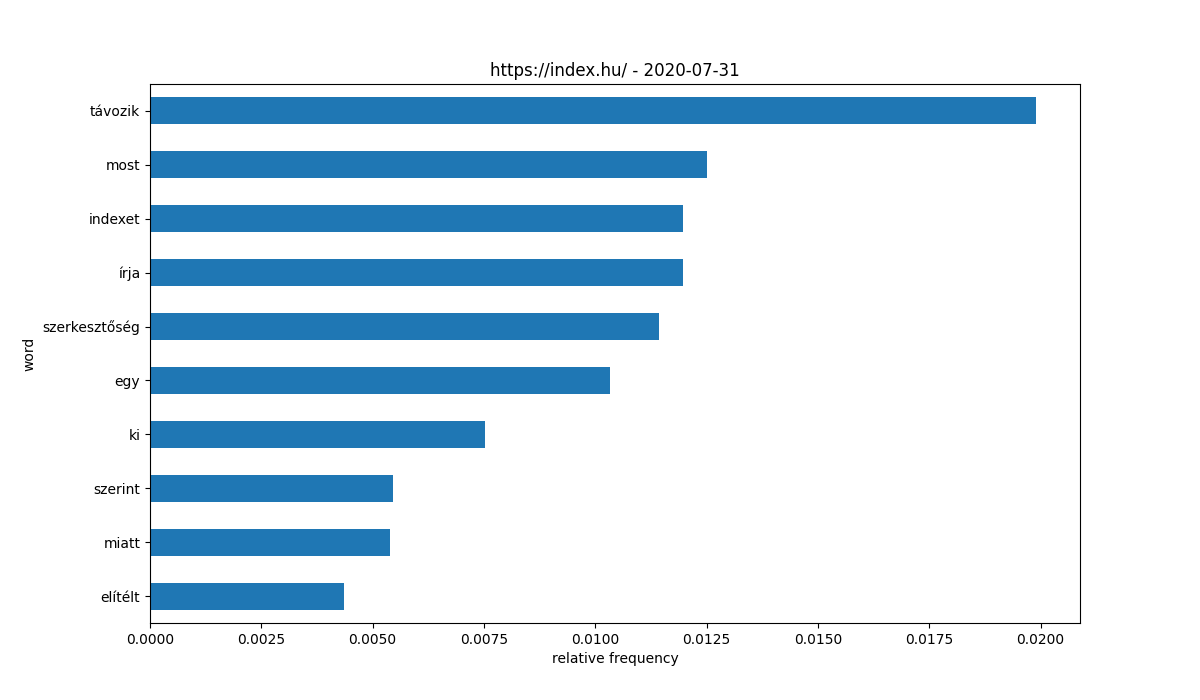 https://index.hu/ - 2020-07-31
távozik
most
indexet
írja
szerkesztőség
egy
ki
szerint
miatt
elítélt
word
0.0000 0.0025 0.0050 0.0075 0.0100 0.0125 0.0150 0.0175 0.0200
relative frequency